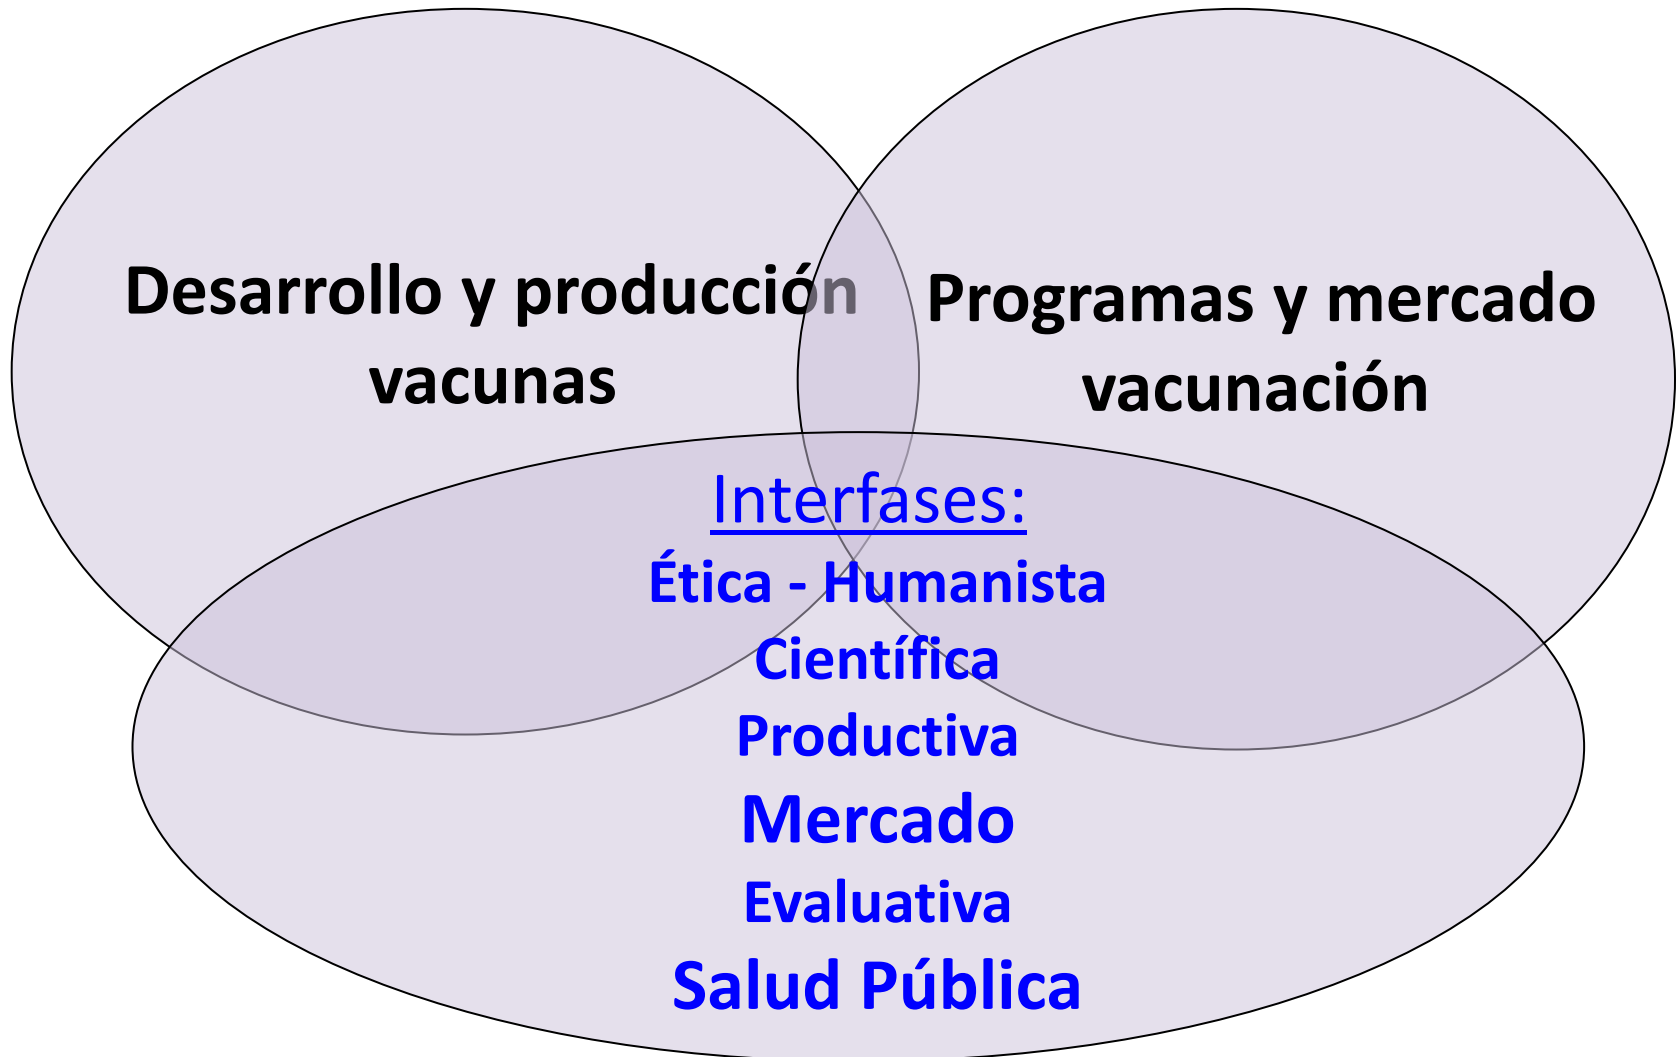 Desarrollo y producción
vacunas
Programas y mercado
vacunación
Interfases:
Ética - Humanista
Científica
Productiva
Mercado
Evaluativa
Salud Pública